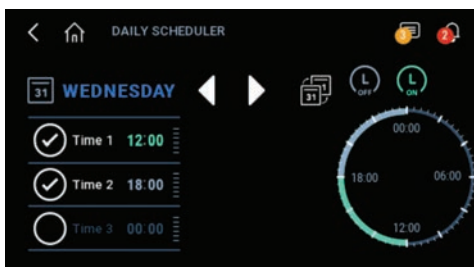 DAILY SCHEDULER
3
2
31 WEDNESDAY
31
L OFF
L ON
Time 1 12:00
Time 2 18:00
Time 3 00:00
00:00
18:00 06:00
12:00